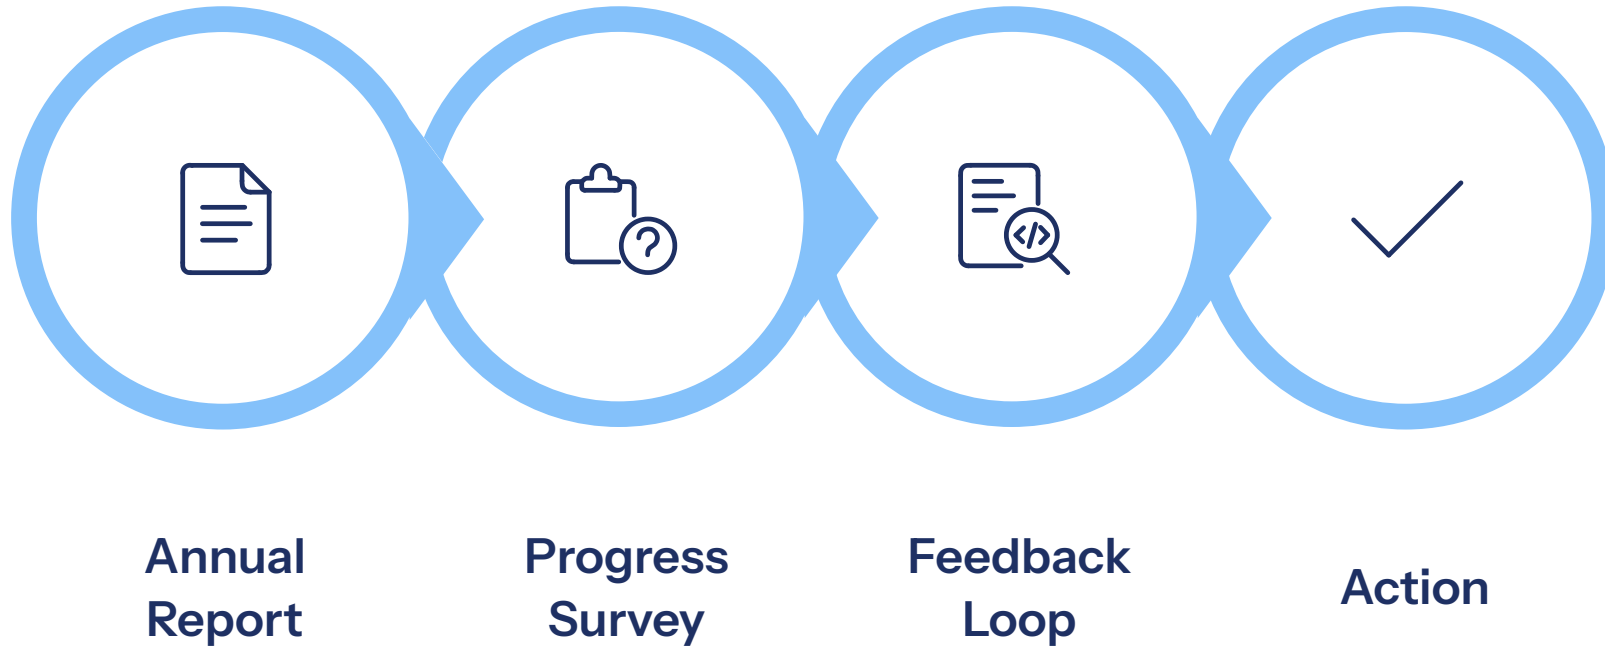 Annual
Report
Progress
Survey
Feedback
Loop
Action